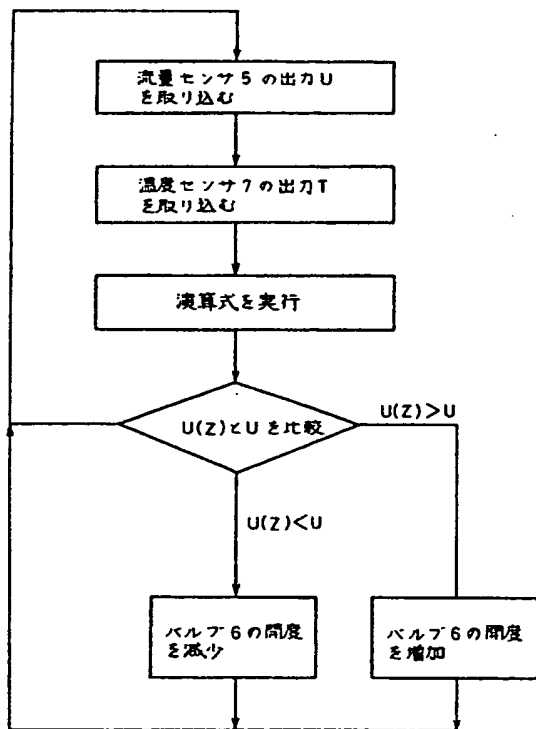 流量センサ5の出力U
を取り込む
温度センサ7の出力T
を取り込む
演算式を実行
U(Z)とUを比較
U(Z)>U
U(Z)<U
バルブ6の開度
を減少
バルブ6の開度
を増加